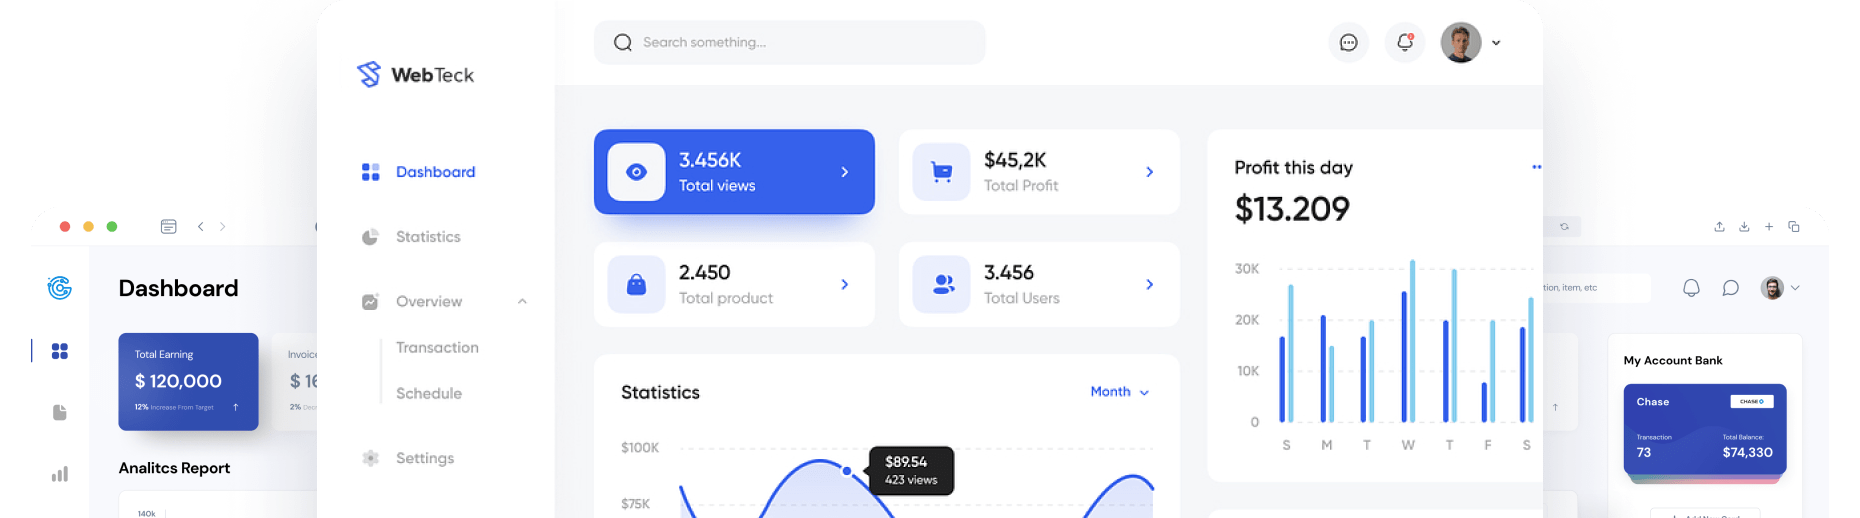 WebTeck
Dashboard
Statistics
Overview
Transaction
Schedule
Settings
Search something...
3.456K
Total views
$45,2K
Total Profit
2.450
Total product
3.456
Total Users
Profit this day
$13.209
30K
20K
10K
0
S M T W T F S
Statistics
Month
$100K
$75K
$89.54
423 views
Dashboard
Total Earning
$ 120,000
12% Increase From Target
Invoice
2%
Analitcs Report
140k
item, etc
My Account Bank
Chase
CHASE
Transaction
73
Total Balance:
$74,330